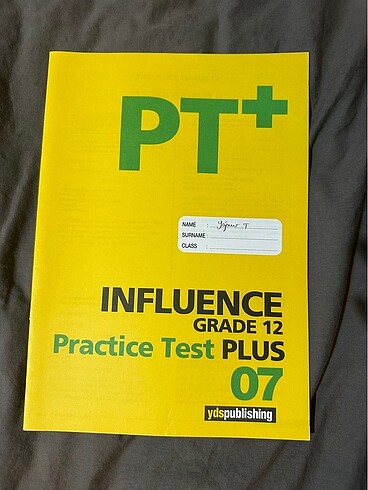 PT+
NAME :
SURNAME :
CLASS :
INFLUENCE
GRADE 12
Practice Test PLUS
07
ydspublishing